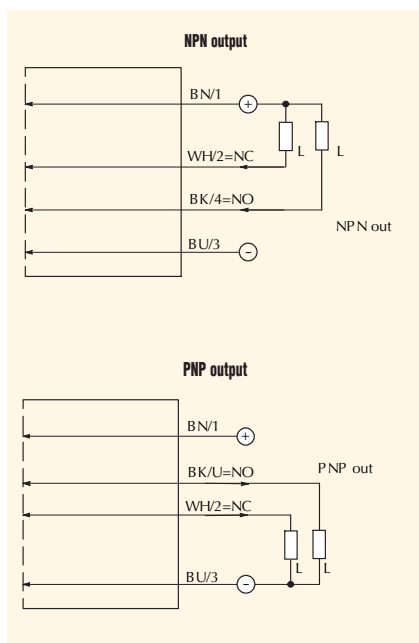 NPN output
BN/1 +
WH/2=NC L L
BK/4=NO
NPN out
BU/3 -
PNP output
BN/1 +
BK/U=NO PNP out
WH/2=NC
L L
BU/3 -